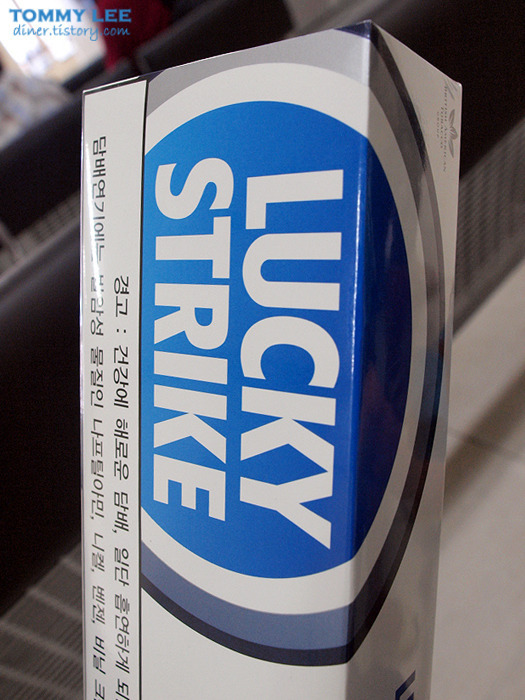 TOMMY LEE
diner.tistory.com
LUCKY
STRIKE
경고 : 건강에 해로운 담배, 일단 흡연하게 되
담배연기에는 발암성 물질인 나프틸아민, 니켈, 벤젠, 비닐 크